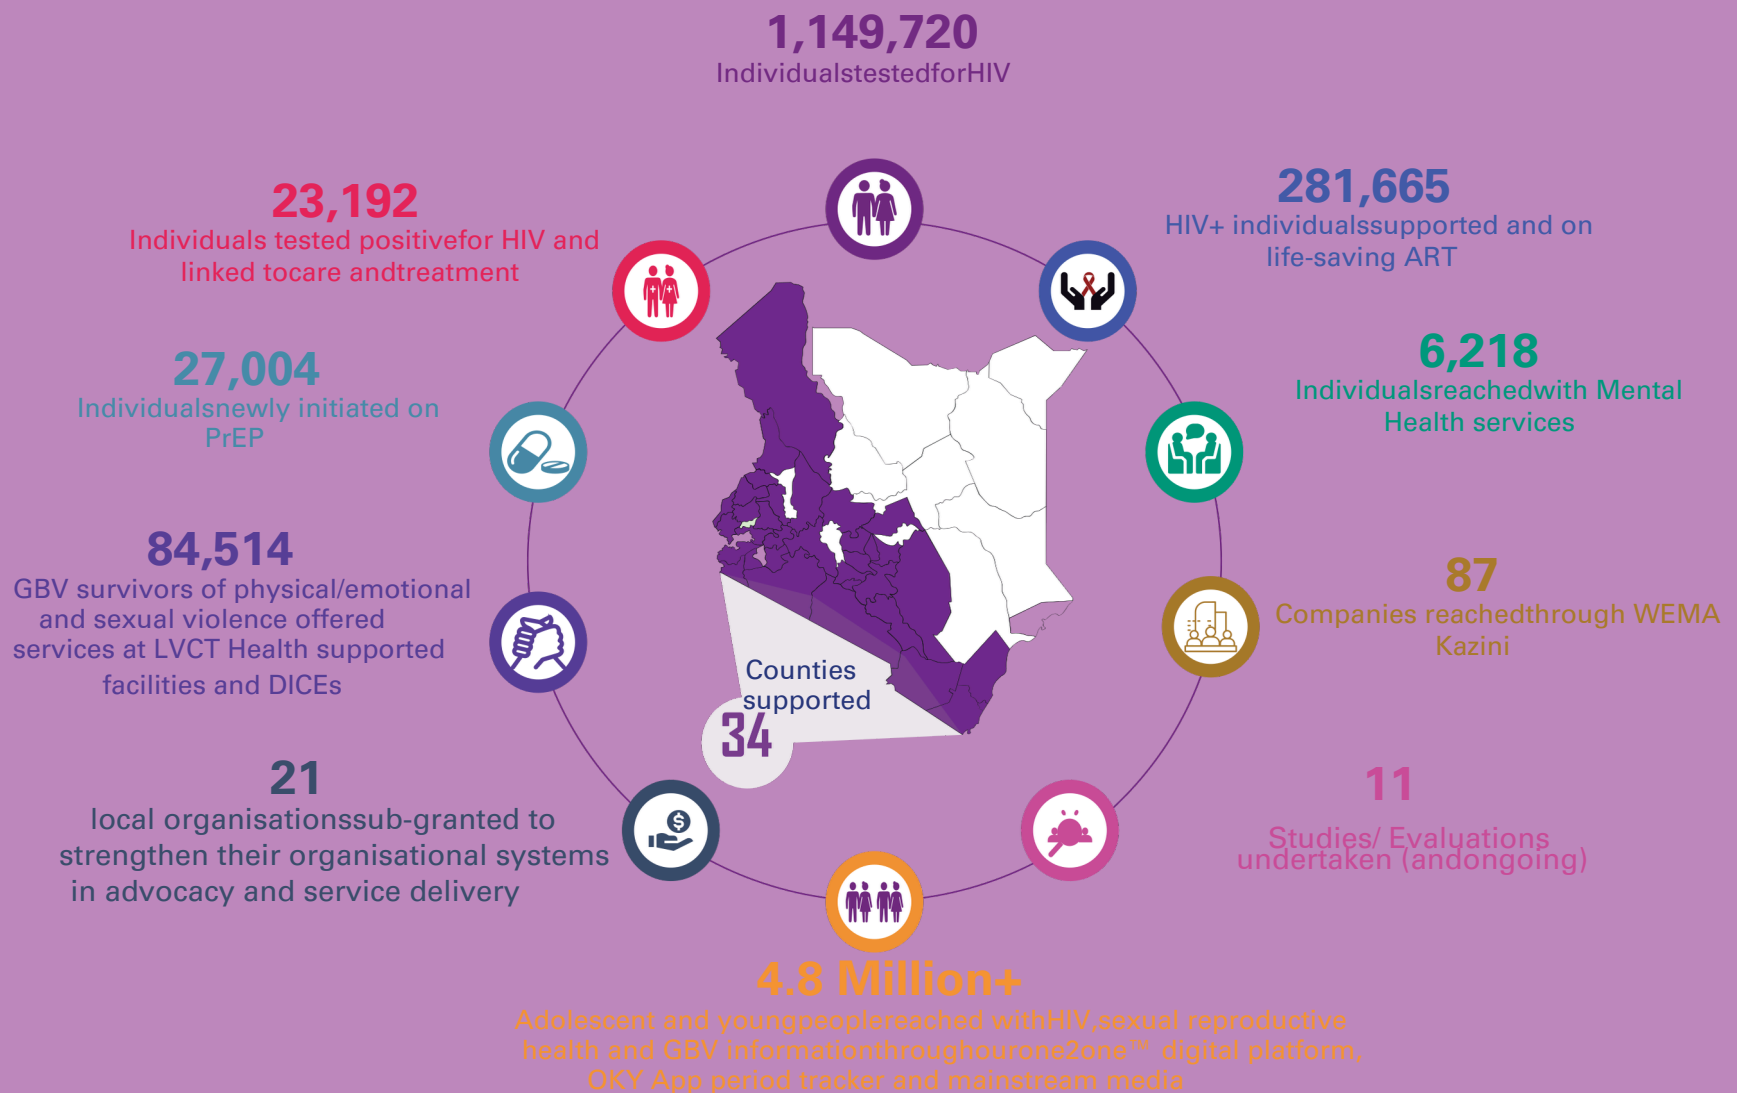 1,149,720
IndividualstestedforHIV
23,192
Individuals tested positivefor HIV and
linked tocare andtreatment
281,665
HIV+ individualssupported and on
life-saving ART
27,004
Individualsnewly initiated on
PrEP
6,218
Individualsreachedwith Mental
Health services
84,514
GBV survivors of physical/emotional
and sexual violence offered
services at LVCT Health supported
facilities and DICEs
87
Companies reachedthrough WEMA
Kazini
Counties
supported
34
21
local organisationssub-granted to
strengthen their organisational systems
in advocacy and service delivery
11
Studies/ Evaluations
undertaken (andongoing)
4.8 Million+
Adolescent and youngpeoplereached withHIV,sexual reproductive
health and GBV informationthroughourone2one™ digital platform,
OKY App period tracker and mainstream media